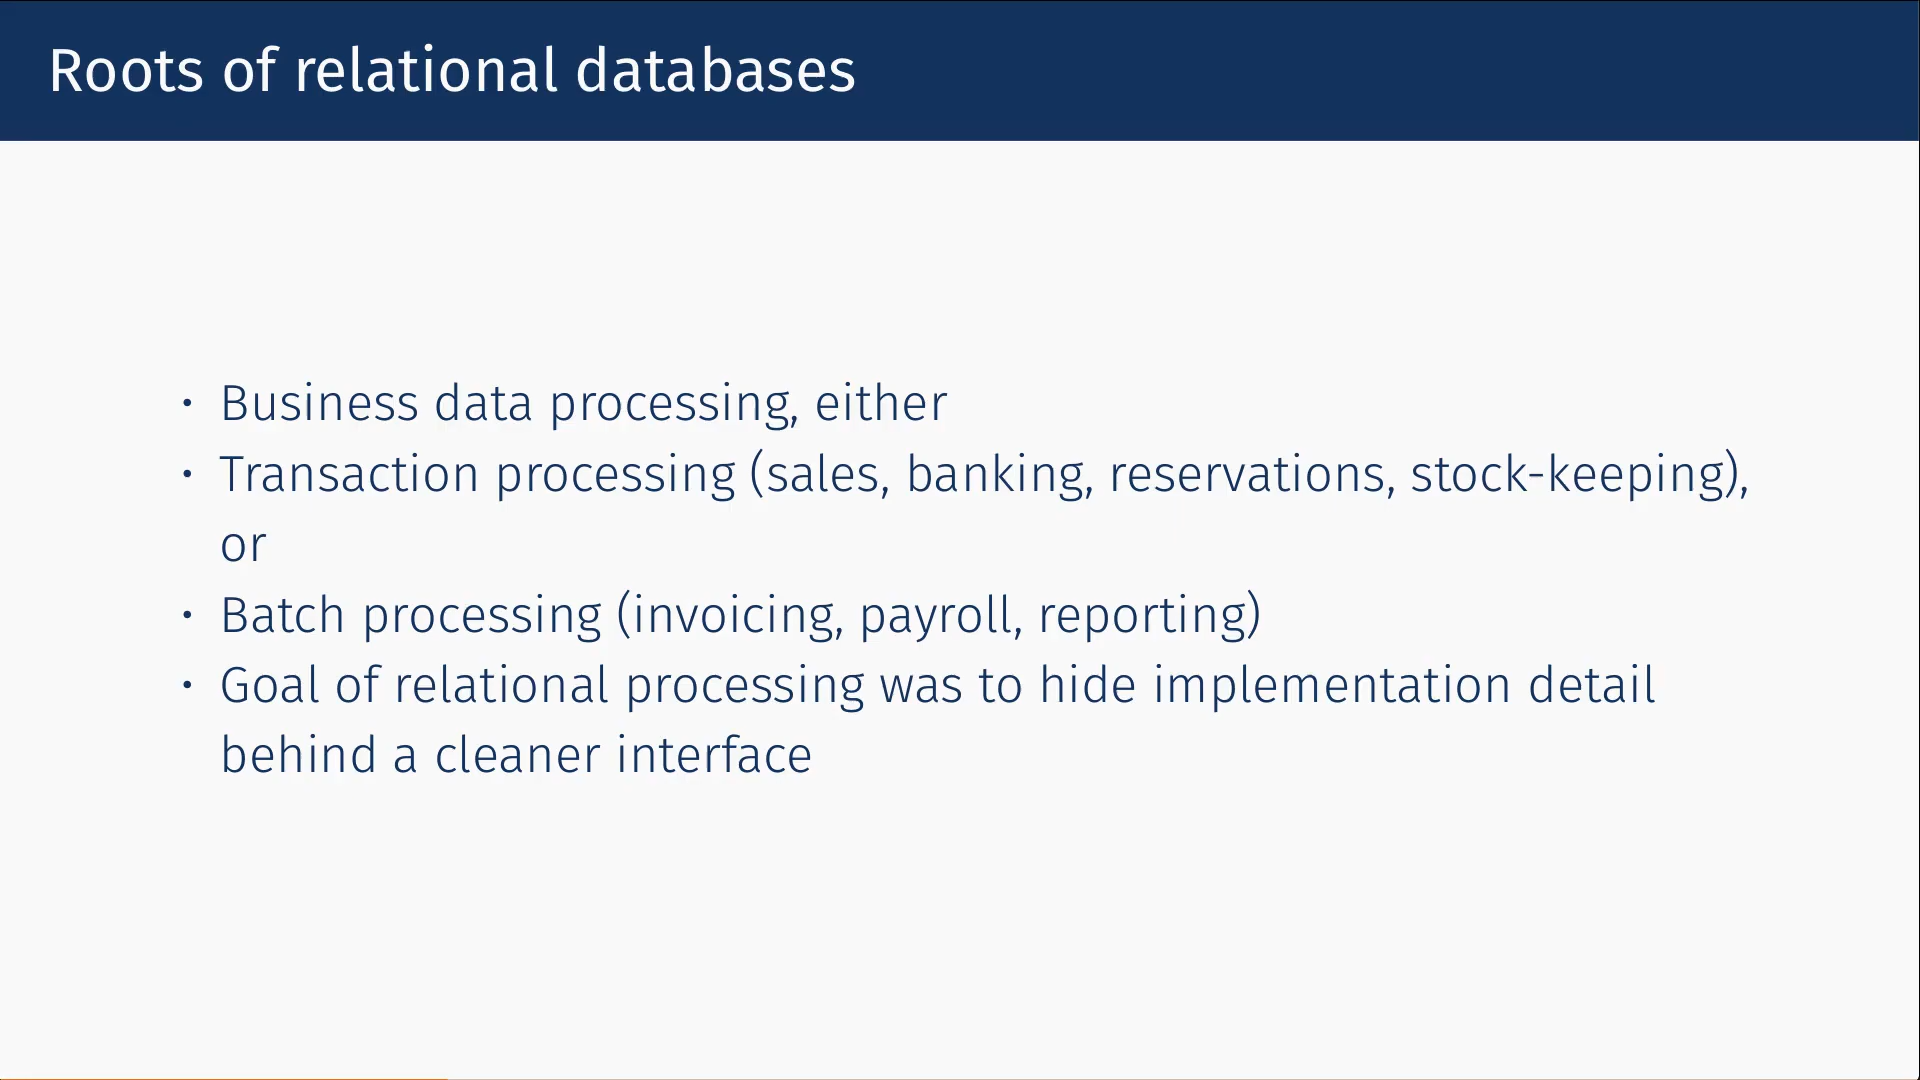 Roots of relational databases
• Business data processing, either
• Transaction processing (sales, banking, reservations, stock-keeping),
or
• Batch processing (invoicing, payroll, reporting)
• Goal of relational processing was to hide implementation detail
behind a cleaner interface